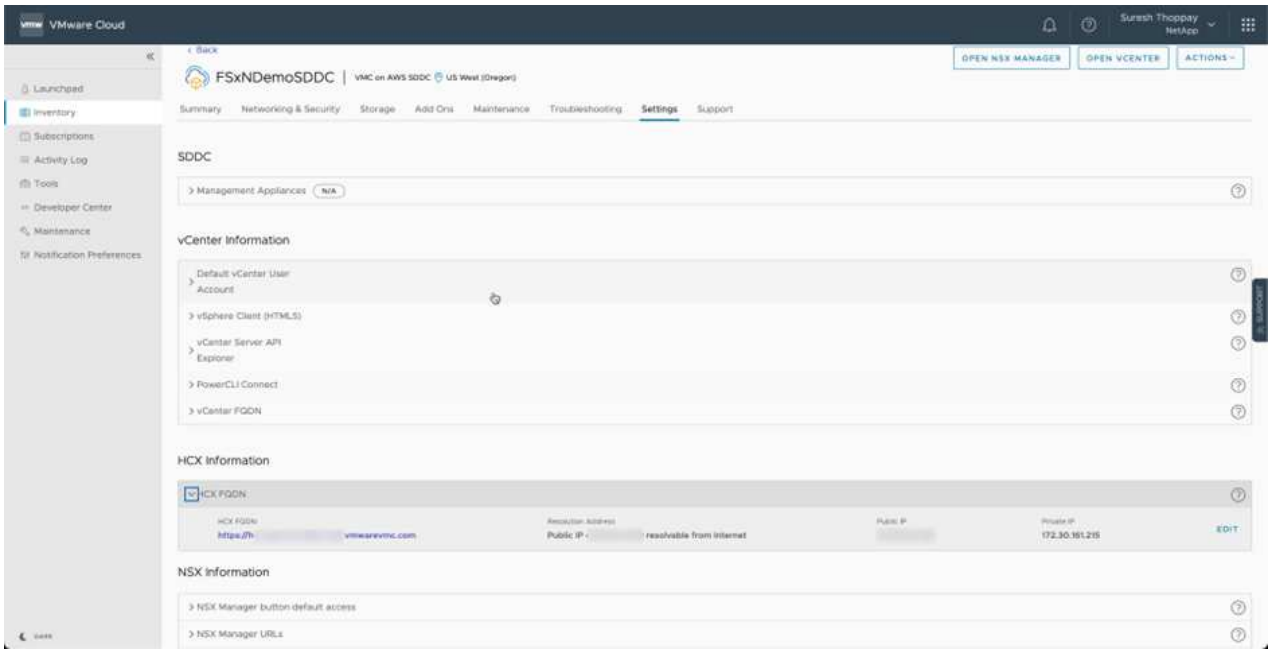 vmw VMware Cloud
Suresh Thoppay
NetApp
< Back
FSxNDemoSDDC | VMC on AWS SDDC US West (Oregon)
OPEN NSX MANAGER OPEN VCENTER ACTIONS
Summary Networking & Security Storage Add Ons Maintenance Troubleshooting Settings Support
Launchpad
Inventory
Subscriptions
Activity Log
Tools
Developer Center
Maintenance
Notification Preferences
DARK
SDDC
> Management Appliances N/A
vCenter Information
> Default vCenter User
Account
> vSphere Client (HTML5)
> vCenter Server API
Explorer
> PowerCLI Connect
> vCenter FQDN
SUPPORT
HCX Information
HCX FQDN
HCX FQDN Resolution Address Public IP Private IP
https://h vmwarevmc.com Public IP - resolvable from Internet 172.30.161.215 EDIT
NSX Information
> NSX Manager button default access
> NSX Manager URLs